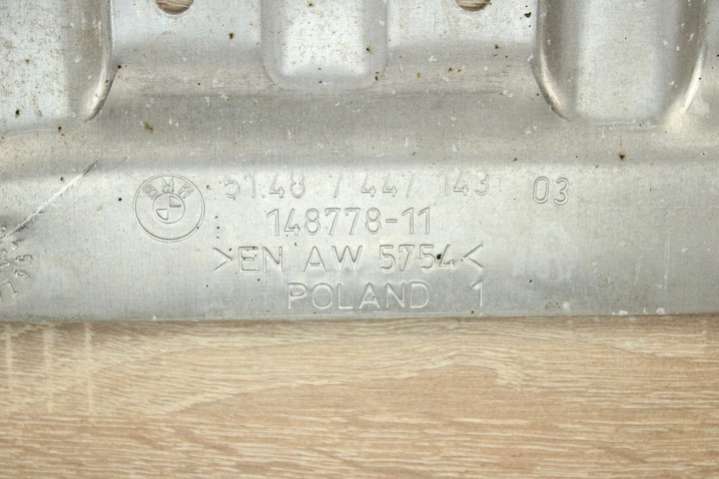 BMW 51.48 7 447 143 03
148778-11
>EN AW 5754<
POLAND 1